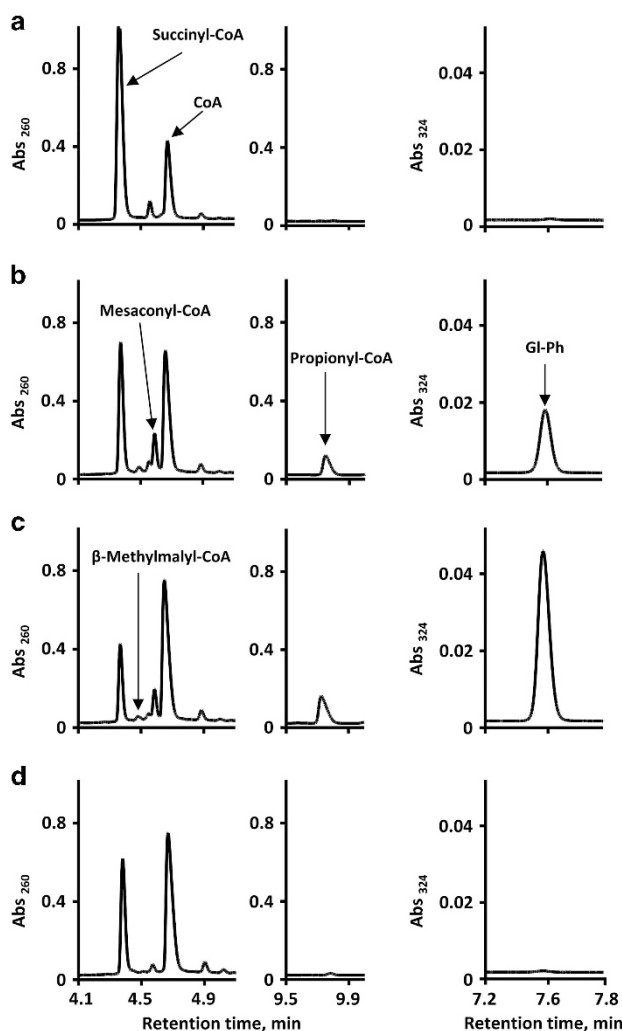 a
0.8
0.4
0
Abs 260
Succinyl-CoA
CoA
0.8
0.4
0
0.04
0.02
0
Abs 324
b
0.8
0.4
0
Abs 260
Mesaconyl-CoA
0.8
0.4
0
Propionyl-CoA
0.04
0.02
0
Abs 324
Gl-Ph
c
0.8
0.4
0
Abs 260
β-Methylmalyl-CoA
0.8
0.4
0
0.04
0.02
0
Abs 324
d
0.8
0.4
0
Abs 260
0.8
0.4
0
0.04
0.02
0
Abs 324
4.1 4.5 4.9 9.5 9.9 7.2 7.6 7.8
Retention time, min Retention time, min